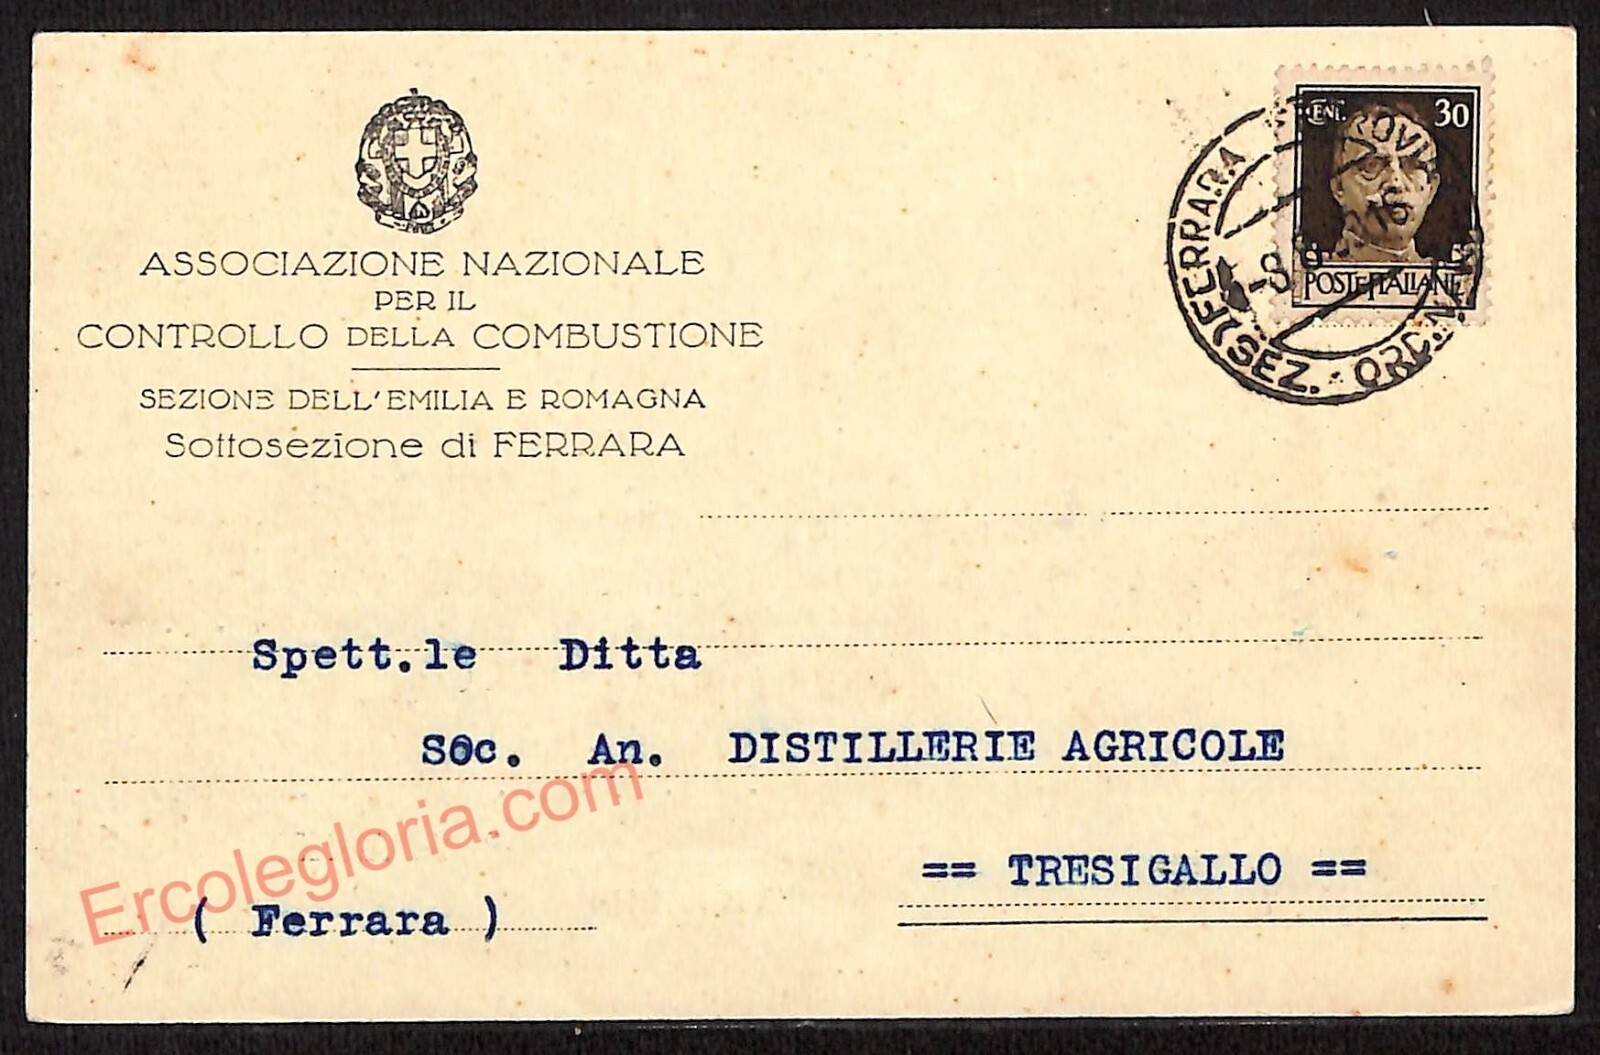 ASSOCIAZIONE NAZIONALE
PER IL
CONTROLLO DELLA COMBUSTIONE
SEZIONE DELL'EMILIA E ROMAGNA
Sottosezione di FERRARA
CENT. 30
POSTE ITALIANE
FERRARA
(SEZ. ORD.
Spett.le Ditta
Soc. An. DISTILLERIE AGRICOLE
== TRESIGALLO ==
( Ferrara )
Ercolegloria.com